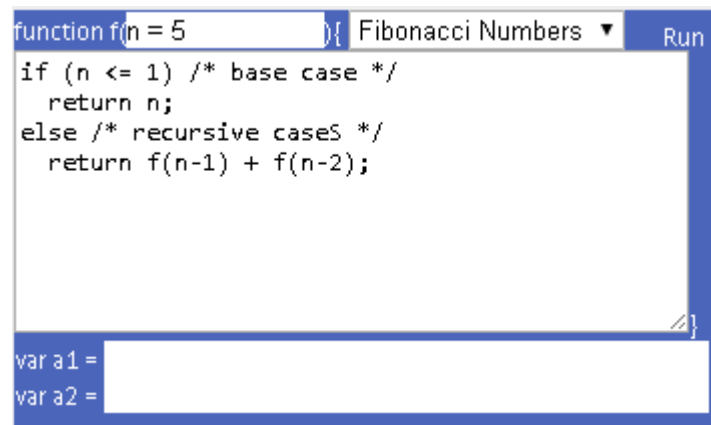 function f(n = 5 ){ Fibonacci Numbers ▼ Run
if (n <= 1) /* base case */
  return n;
else /* recursive caseS */
  return f(n-1) + f(n-2);
}
var a1 =
var a2 =